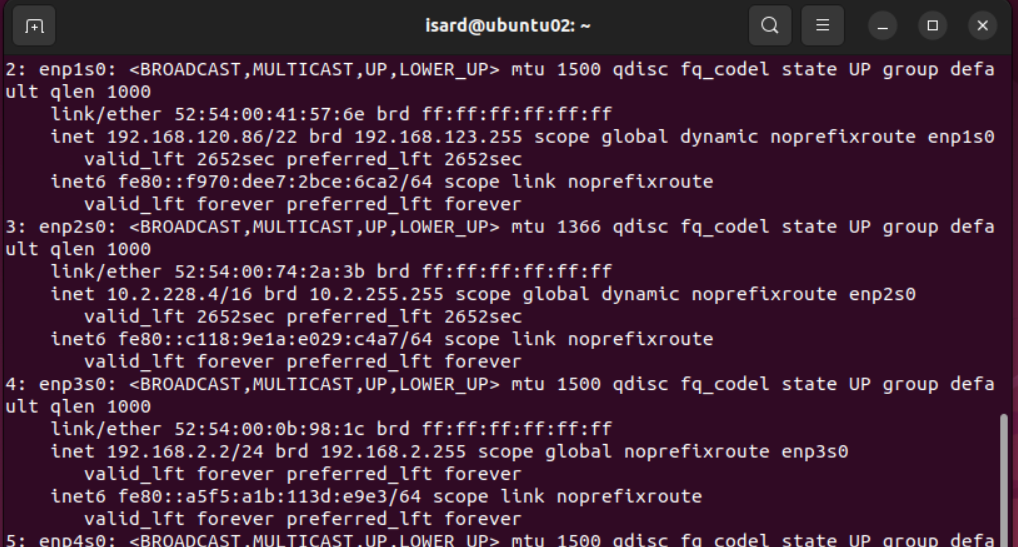 isard@ubuntu02: ~
2: enp1s0: <BROADCAST,MULTICAST,UP,LOWER_UP> mtu 1500 qdisc fq_codel state UP group defa
ult qlen 1000
    link/ether 52:54:00:41:57:6e brd ff:ff:ff:ff:ff:ff
    inet 192.168.120.86/22 brd 192.168.123.255 scope global dynamic noprefixroute enp1s0
       valid_lft 2652sec preferred_lft 2652sec
    inet6 fe80::f970:dee7:2bce:6ca2/64 scope link noprefixroute
       valid_lft forever preferred_lft forever
3: enp2s0: <BROADCAST,MULTICAST,UP,LOWER_UP> mtu 1366 qdisc fq_codel state UP group defa
ult qlen 1000
    link/ether 52:54:00:74:2a:3b brd ff:ff:ff:ff:ff:ff
    inet 10.2.228.4/16 brd 10.2.255.255 scope global dynamic noprefixroute enp2s0
       valid_lft 2652sec preferred_lft 2652sec
    inet6 fe80::c118:9e1a:e029:c4a7/64 scope link noprefixroute
       valid_lft forever preferred_lft forever
4: enp3s0: <BROADCAST,MULTICAST,UP,LOWER_UP> mtu 1500 qdisc fq_codel state UP group defa
ult qlen 1000
    link/ether 52:54:00:0b:98:1c brd ff:ff:ff:ff:ff:ff
    inet 192.168.2.2/24 brd 192.168.2.255 scope global noprefixroute enp3s0
       valid_lft forever preferred_lft forever
    inet6 fe80::a5f5:a1b:113d:e9e3/64 scope link noprefixroute
       valid_lft forever preferred_lft forever
5: enp4s0: <BROADCAST,MULTICAST,UP,LOWER_UP> mtu 1500 qdisc fq_codel state UP group defa